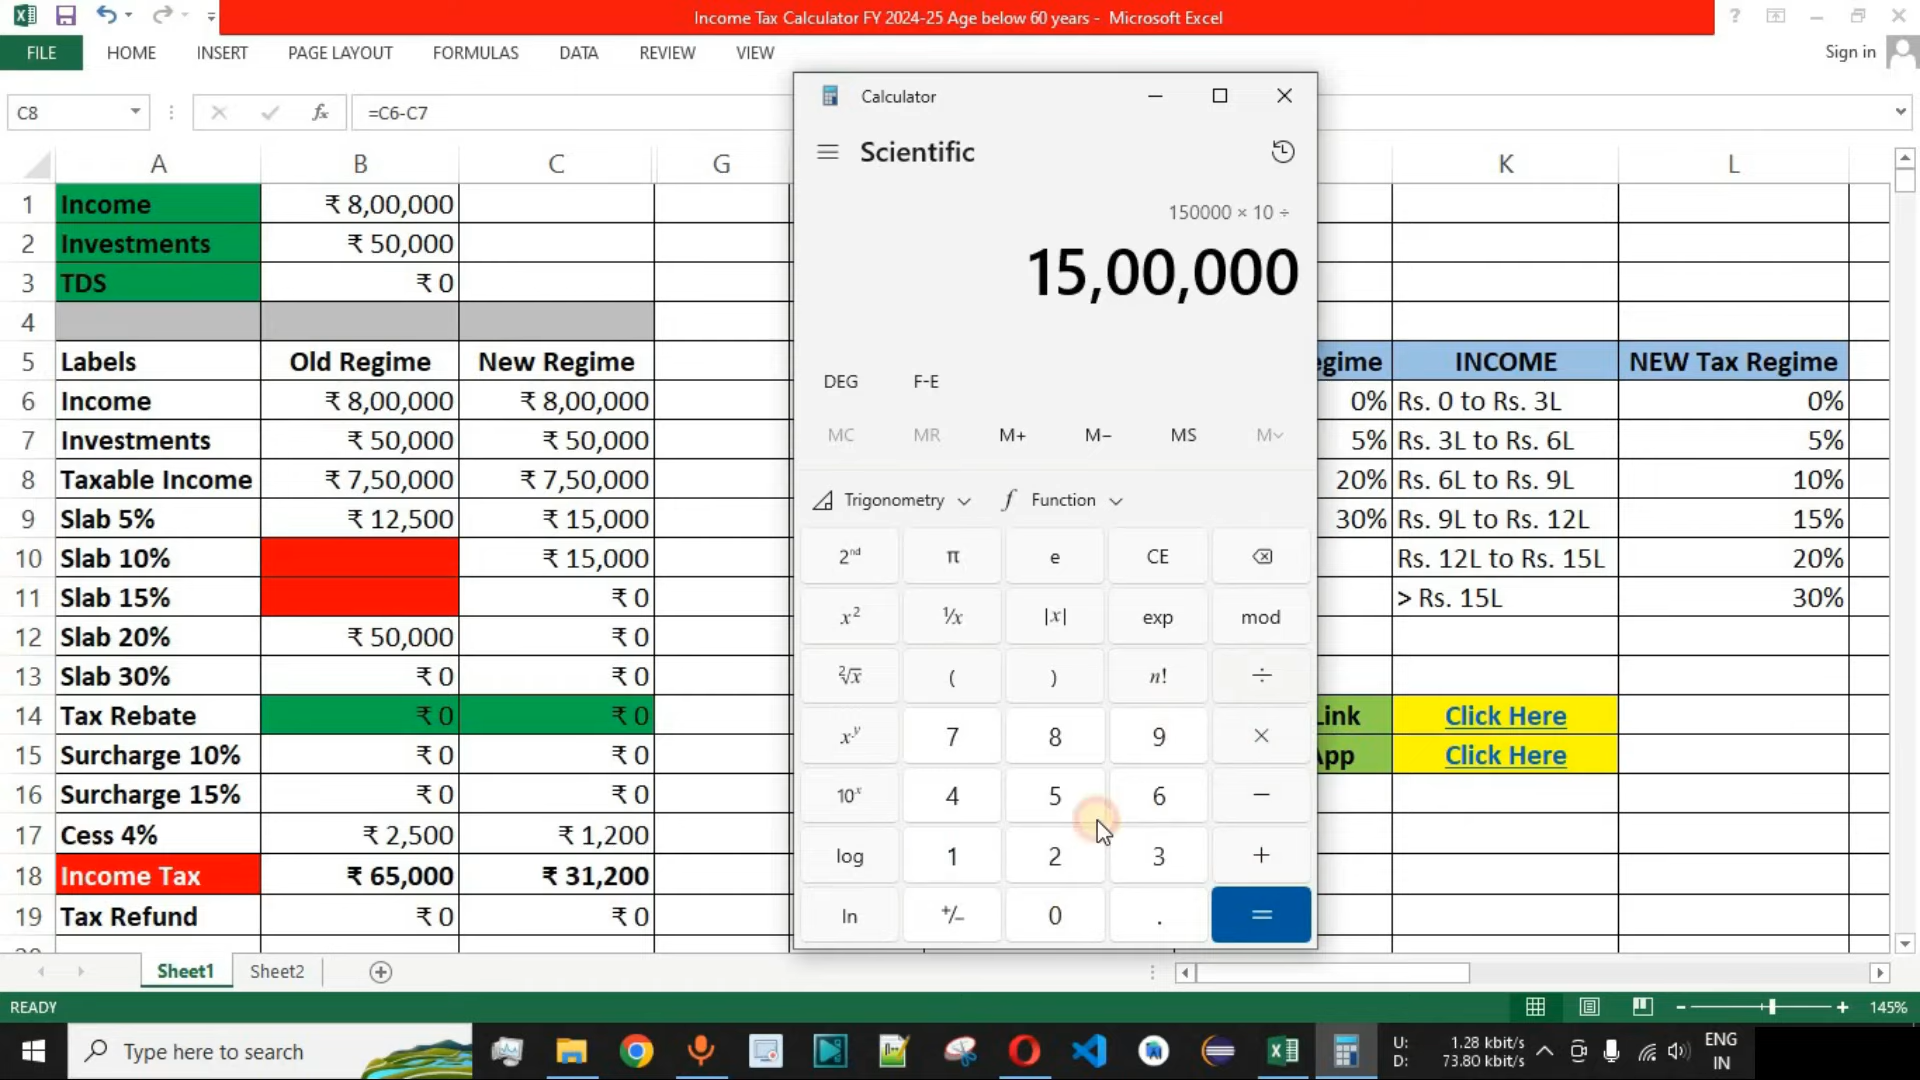 Income Tax Calculator FY 2024-25 Age below 60 years - Microsoft Excel
FILE HOME INSERT PAGE LAYOUT FORMULAS DATA REVIEW VIEW Sign in
C8 fx =C6-C7
A B C G K L
1 Income ₹ 8,00,000
2 Investments ₹ 50,000
3 TDS ₹ 0
4
5 Labels Old Regime New Regime egime INCOME NEW Tax Regime
6 Income ₹ 8,00,000 ₹ 8,00,000 0% Rs. 0 to Rs. 3L 0%
7 Investments ₹ 50,000 ₹ 50,000 5% Rs. 3L to Rs. 6L 5%
8 Taxable Income ₹ 7,50,000 ₹ 7,50,000 20% Rs. 6L to Rs. 9L 10%
9 Slab 5% ₹ 12,500 ₹ 15,000 30% Rs. 9L to Rs. 12L 15%
10 Slab 10% ₹ 15,000 Rs. 12L to Rs. 15L 20%
11 Slab 15% ₹ 0 > Rs. 15L 30%
12 Slab 20% ₹ 50,000 ₹ 0
13 Slab 30% ₹ 0 ₹ 0
14 Tax Rebate ₹ 0 ₹ 0 Link Click Here
15 Surcharge 10% ₹ 0 ₹ 0 App Click Here
16 Surcharge 15% ₹ 0 ₹ 0
17 Cess 4% ₹ 2,500 ₹ 1,200
18 Income Tax ₹ 65,000 ₹ 31,200
19 Tax Refund ₹ 0 ₹ 0
Calculator
Scientific
150000 × 10 ÷
15,00,000
DEG F-E
MC MR M+ M− MS M
Trigonometry f Function
2nd π e CE
x² ¹/x |x| exp mod
²√x ( ) n! ÷
xʸ 7 8 9 ×
10ˣ 4 5 6 −
log 1 2 3 +
ln +/− 0 . =
Sheet1 Sheet2
READY 145%
Type here to search
U: 1.28 kbit/s
D: 73.80 kbit/s
ENG
IN